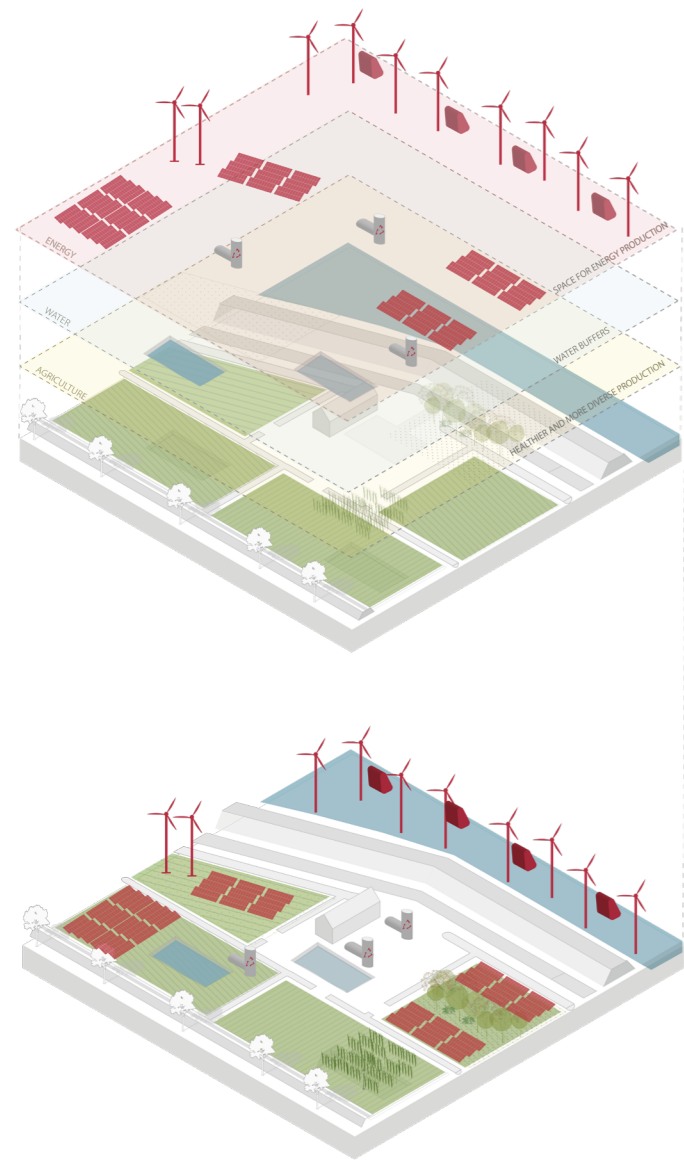 ENERGY
SPACE FOR ENERGY PRODUCTION
WATER
WATER BUFFERS
AGRICULTURE
HEALTHIER AND MORE DIVERSE PRODUCTION